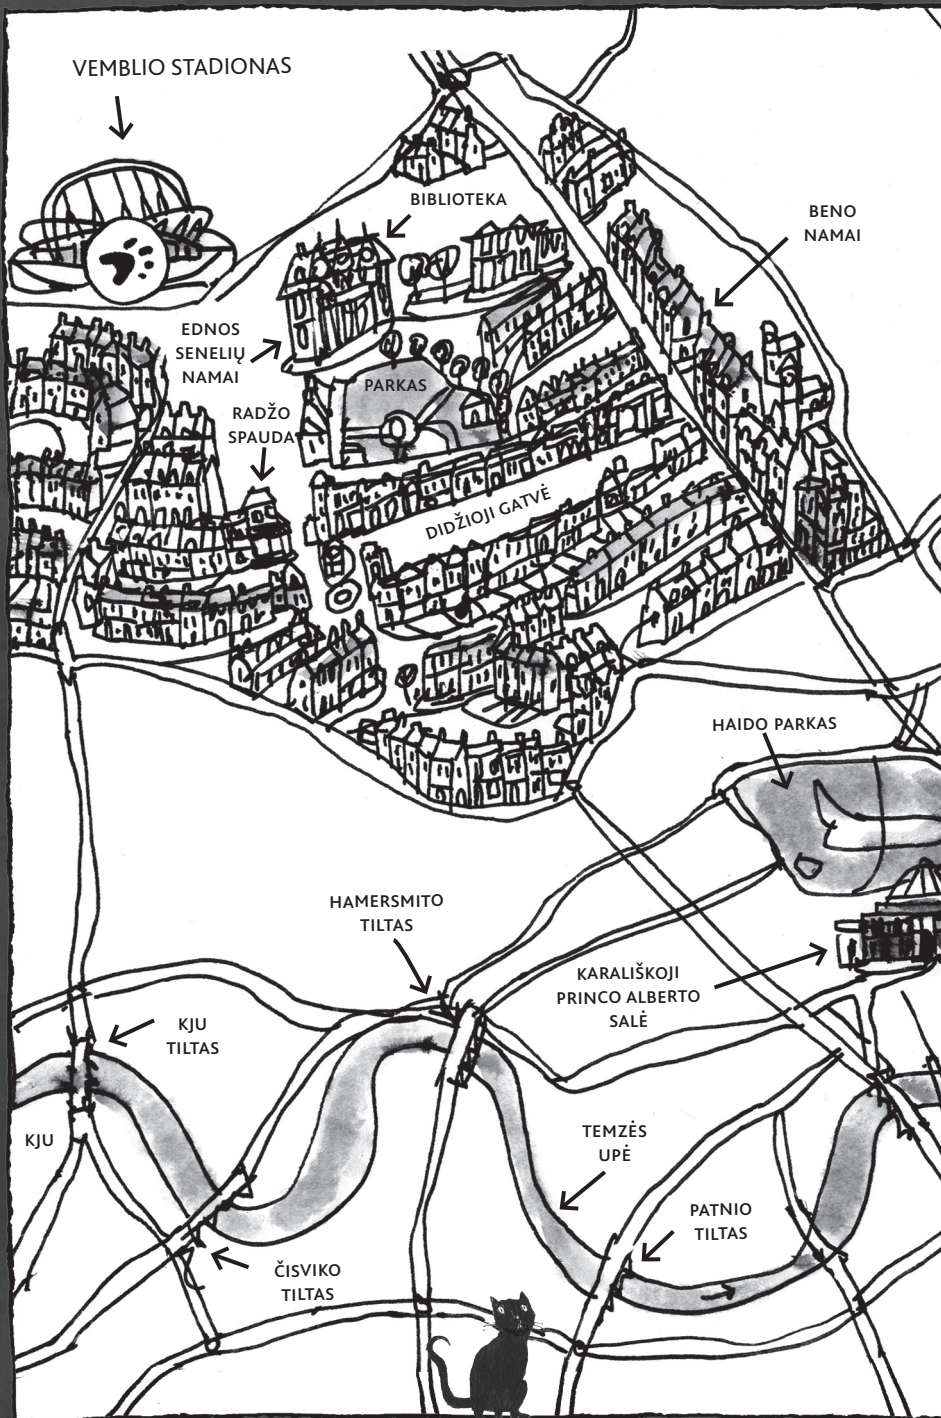 VEMBLIO STADIONAS
BIBLIOTEKA
BENO
NAMAI
EDNOS
SENELIŲ
NAMAI
PARKAS
RADŽO
SPAUDA
DIDŽIOJI GATVĖ
HAIDO PARKAS
HAMERSMITO
TILTAS
KARALIŠKOJI
PRINCO ALBERTO
SALĖ
KJU
TILTAS
KJU
TEMZĖS
UPĖ
PATNIO
TILTAS
ČISVIKO
TILTAS